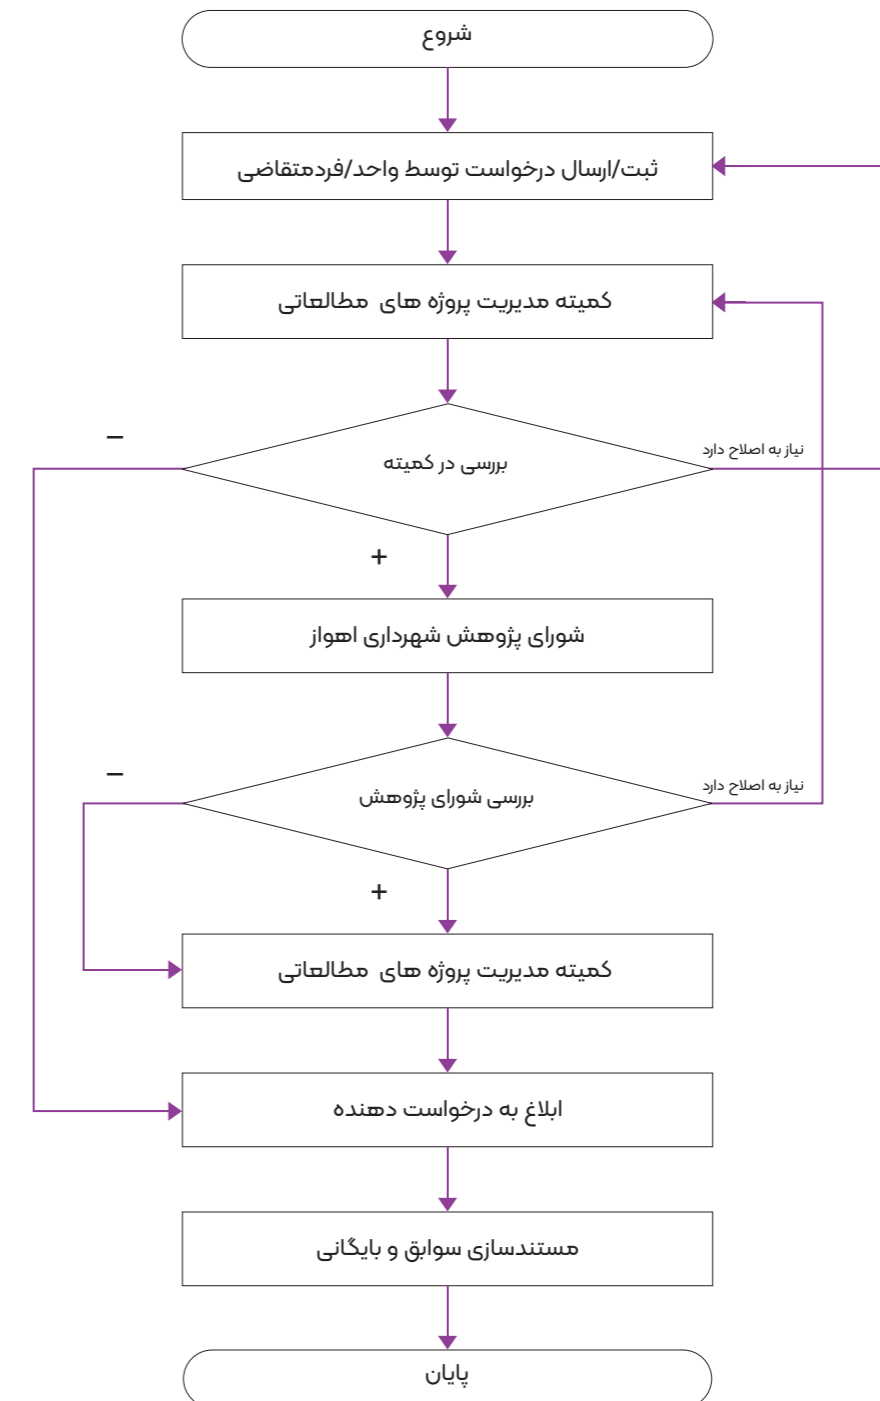 شروع
ثبت/ارسال درخواست توسط واحد/فردمتقاضی
کمیته مدیریت پروژه های مطالعاتی
–
نیاز به اصلاح دارد
بررسی در کمیته
+
شورای پژوهش شهرداری اهواز
–
نیاز به اصلاح دارد
بررسی شورای پژوهش
+
کمیته مدیریت پروژه های مطالعاتی
ابلاغ به درخواست دهنده
مستندسازی سوابق و بایگانی
پایان